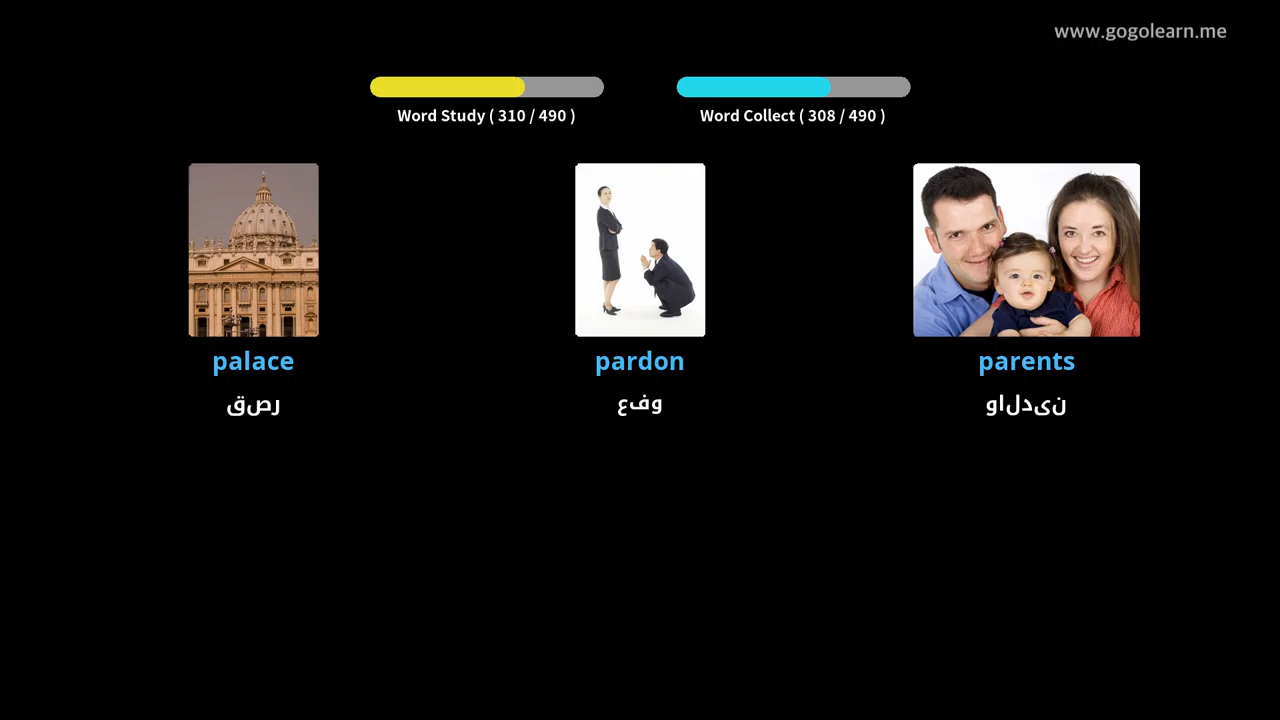 www.gogolearn.me
Word Study ( 310 / 490 )
Word Collect ( 308 / 490 )
palace
رصق
pardon
وفع
parents
نیدلاو